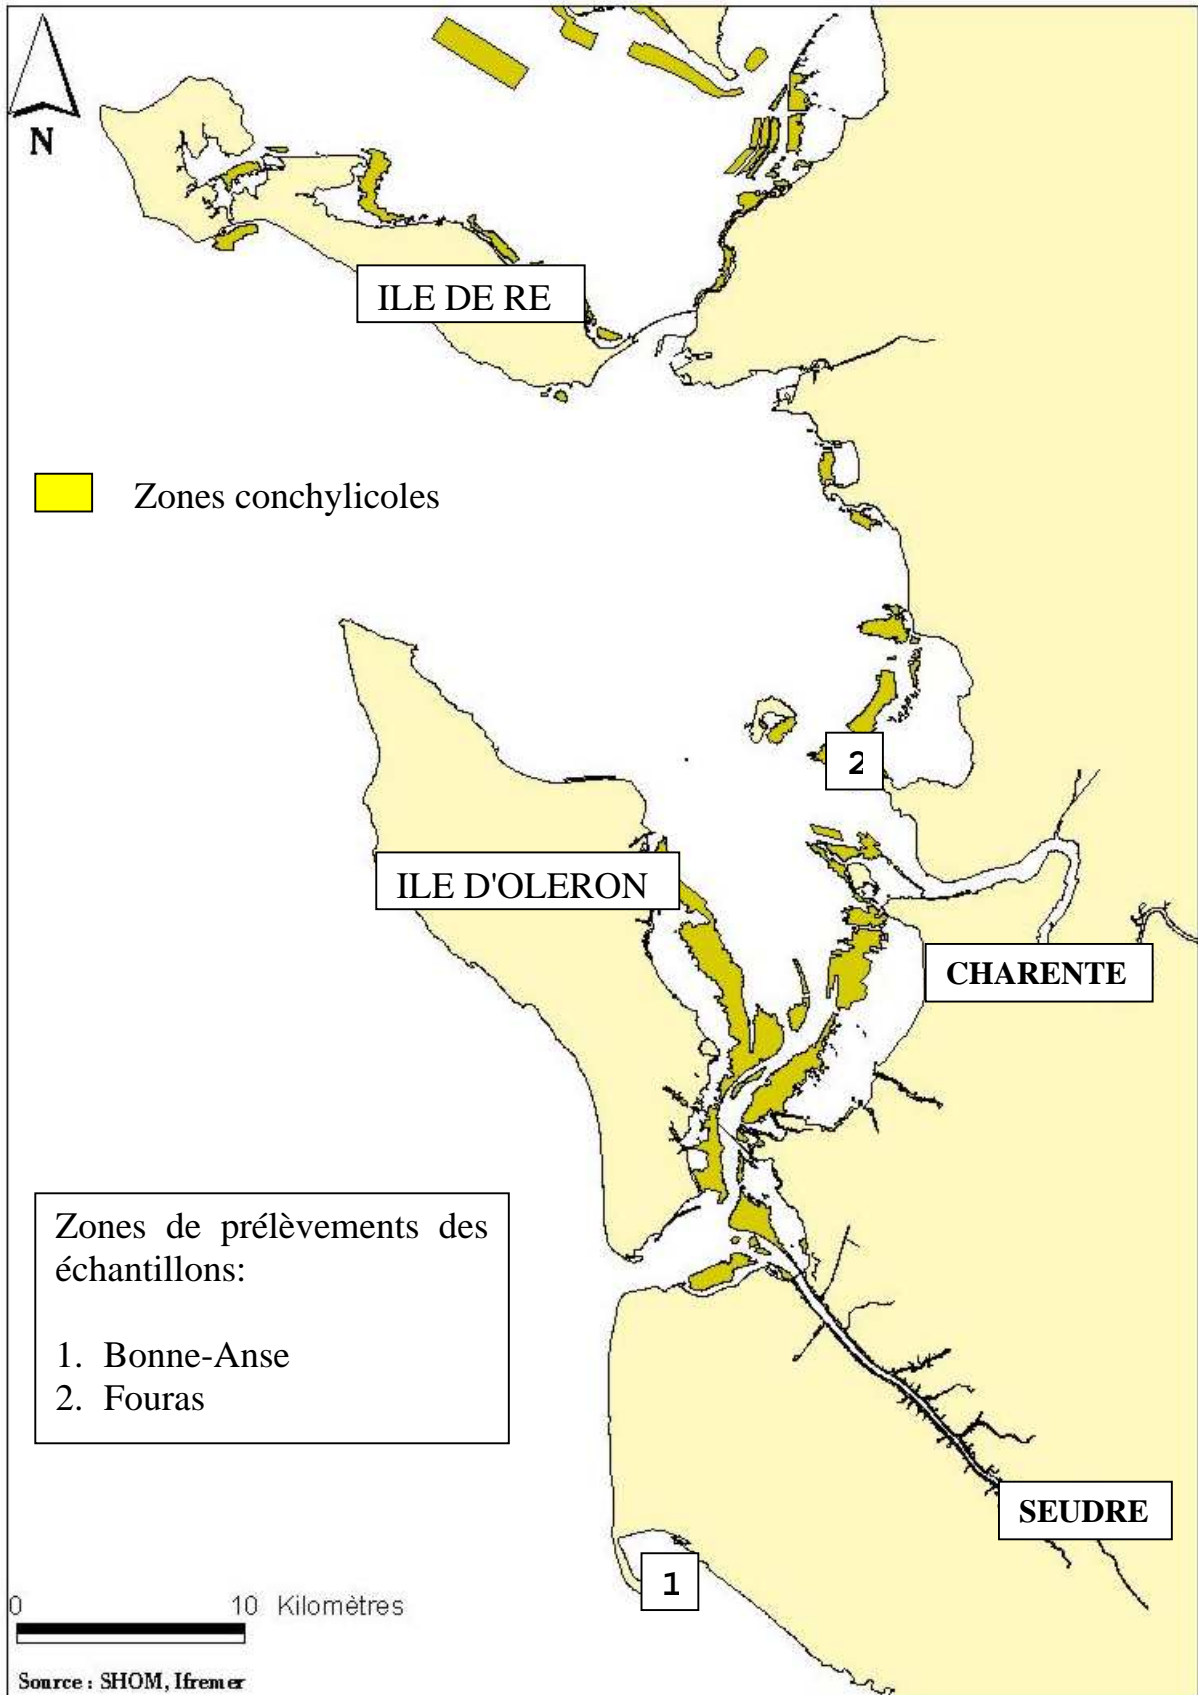 N
ILE DE RE
Zones conchylicoles
2
ILE D'OLERON
CHARENTE
Zones de prélèvements des
échantillons:
1. Bonne-Anse
2. Fouras
SEUDRE
1
0 10 Kilomètres
Source : SHOM, Ifremer